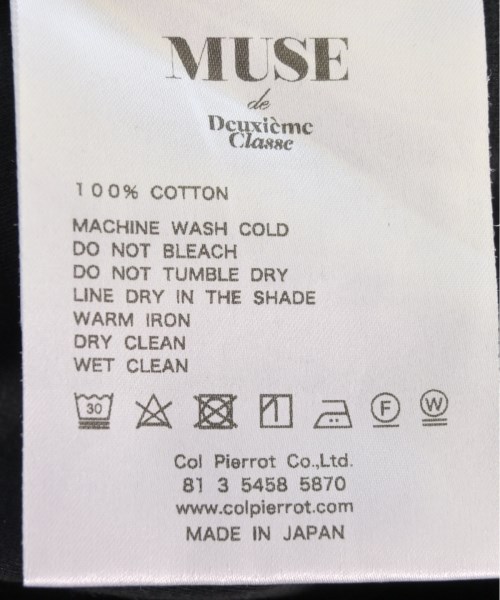 MUSE
de
Deuxième
Classe
100% COTTON
MACHINE WASH COLD
DO NOT BLEACH
DO NOT TUMBLE DRY
LINE DRY IN THE SHADE
WARM IRON
DRY CLEAN
WET CLEAN
30 F W
Col Pierrot Co.,Ltd.
81 3 5458 5870
www.colpierrot.com
MADE IN JAPAN